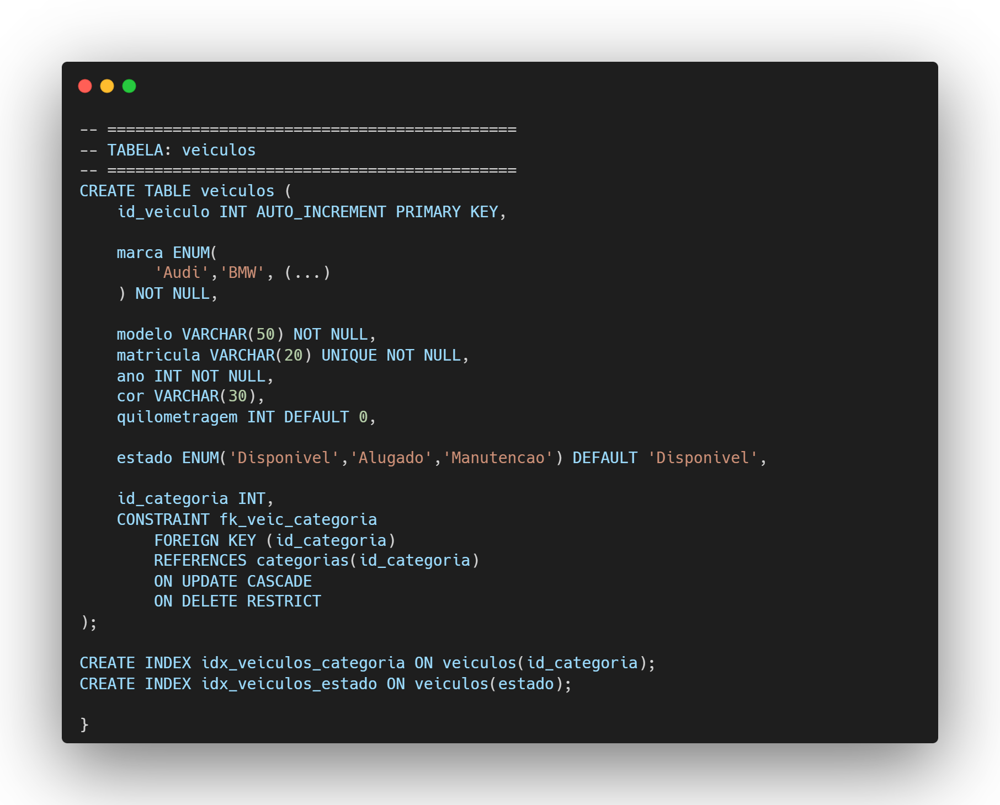 -- ============================================
-- TABELA: veiculos
-- ============================================
CREATE TABLE veiculos (
    id_veiculo INT AUTO_INCREMENT PRIMARY KEY,

    marca ENUM(
        'Audi','BMW', (...)
    ) NOT NULL,

    modelo VARCHAR(50) NOT NULL,
    matricula VARCHAR(20) UNIQUE NOT NULL,
    ano INT NOT NULL,
    cor VARCHAR(30),
    quilometragem INT DEFAULT 0,

    estado ENUM('Disponivel','Alugado','Manutencao') DEFAULT 'Disponivel',

    id_categoria INT,
    CONSTRAINT fk_veic_categoria
        FOREIGN KEY (id_categoria)
        REFERENCES categorias(id_categoria)
        ON UPDATE CASCADE
        ON DELETE RESTRICT
);

CREATE INDEX idx_veiculos_categoria ON veiculos(id_categoria);
CREATE INDEX idx_veiculos_estado ON veiculos(estado);

}